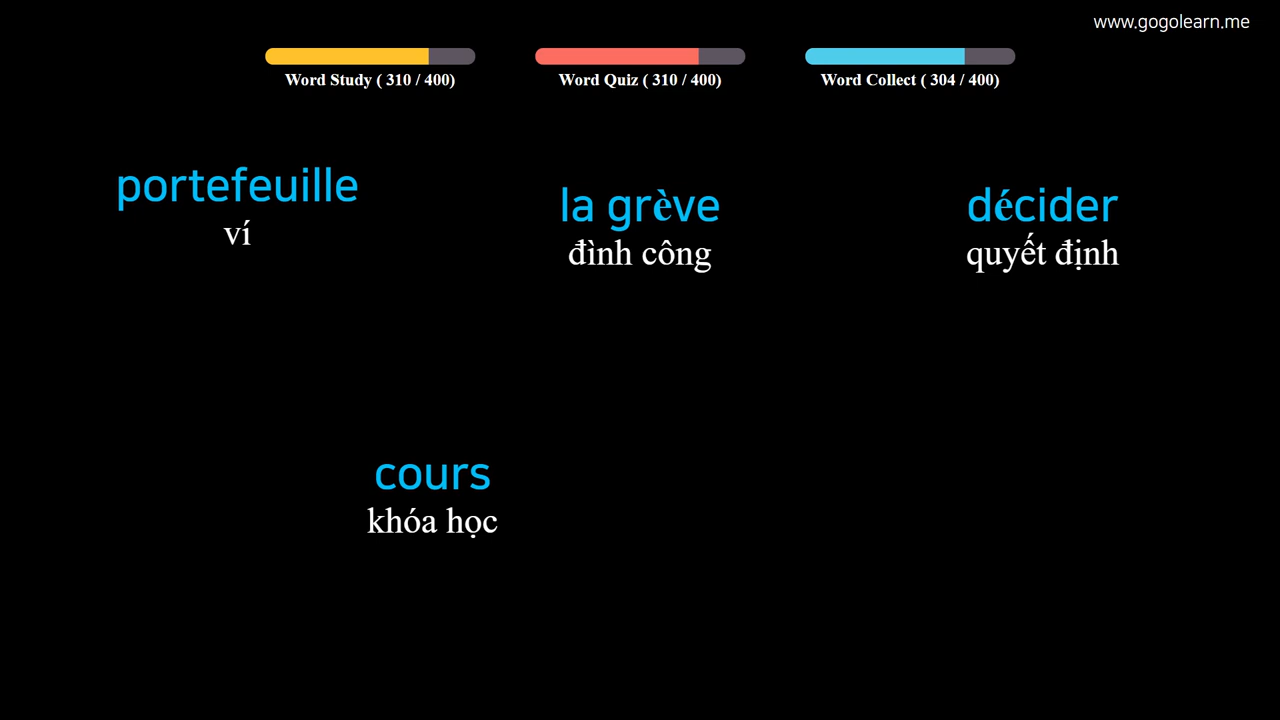 www.gogolearn.me
Word Study ( 310 / 400)
Word Quiz ( 310 / 400)
Word Collect ( 304 / 400)
portefeuille
ví
la grève
đình công
décider
quyết định
cours
khóa học